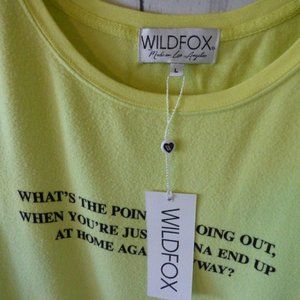 WILDFOX
Made in Los Angeles
L
WHAT'S THE POIN OING OUT,
WHEN YOU'RE JUS NA END UP
AT HOME AGA YWAY?
WILDFOX